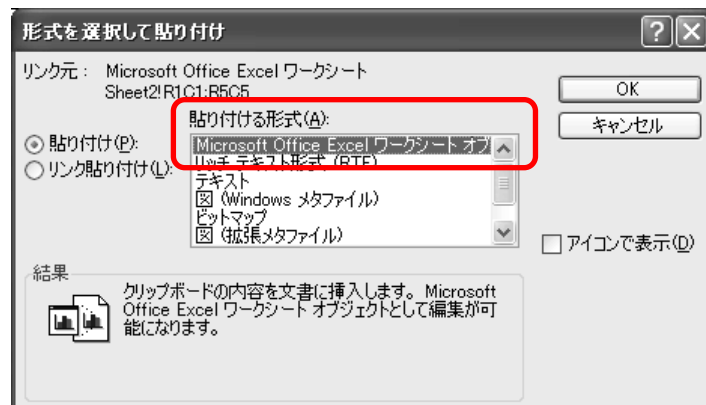 形式を選択して貼り付け
リンク元： Microsoft Office Excel ワークシート
Sheet2!R1C1:R5C5
貼り付ける形式(A):
貼り付け(P):
リンク貼り付け(L):
Microsoft Office Excel ワークシート オブ
リッチ テキスト形式 (RTF)
テキスト
図 (Windows メタファイル)
ビットマップ
図 (拡張メタファイル)
OK
キャンセル
アイコンで表示(D)
結果
クリップボードの内容を文書に挿入します。Microsoft
Office Excel ワークシート オブジェクトとして編集が可
能になります。